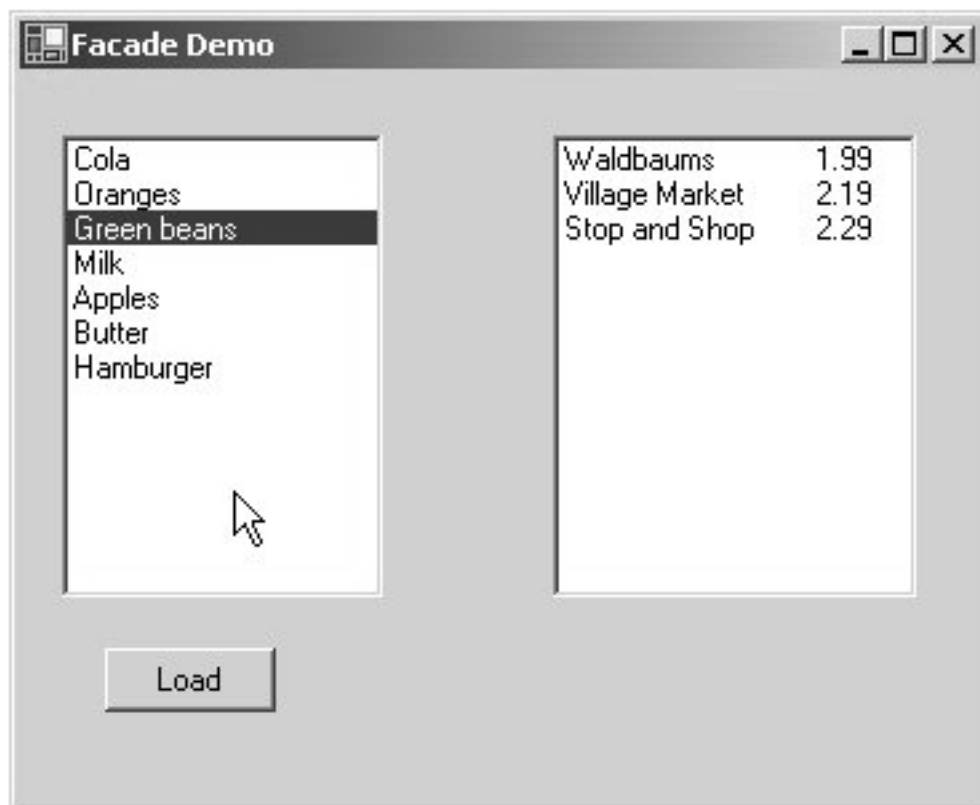 Facade Demo
Cola
Oranges
Green beans
Milk
Apples
Butter
Hamburger
Waldbaums 1.99
Village Market 2.19
Stop and Shop 2.29
Load